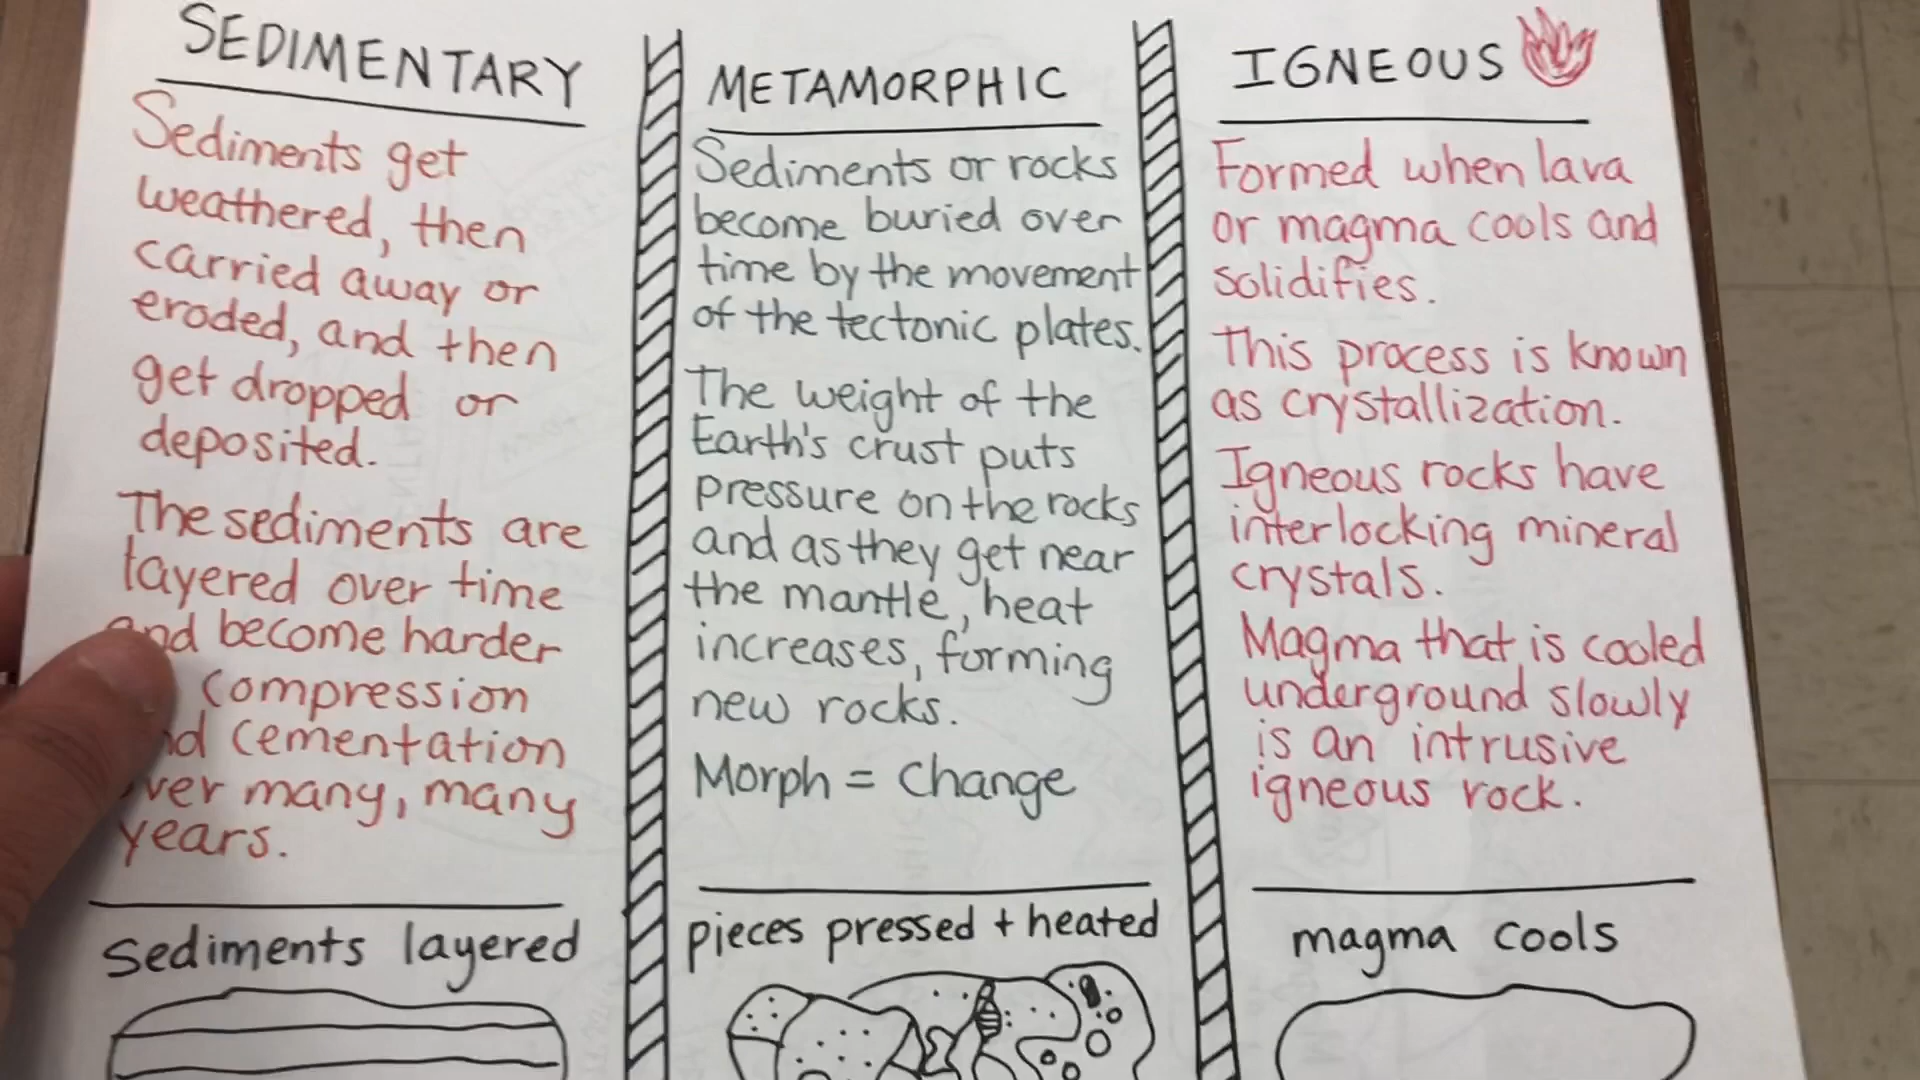 SEDIMENTARY
Sediments get
weathered, then
carried away or
eroded, and then
get dropped or
deposited.
The sediments are
layered over time
and become harder
compression
cementation
many, many
years.
Sediments layered
METAMORPHIC
Sediments or rocks
become buried over
time by the movement
of the tectonic plates.
The weight of the
Earth's crust puts
pressure on the rocks
and as they get near
the mantle, heat
increases, forming
new rocks.
Morph = Change
pieces pressed + heated
IGNEOUS
Formed when lava
or magma cools and
solidifies.
This process is known
as crystallization.
Igneous rocks have
interlocking mineral
crystals.
Magma that is cooled
underground slowly
is an intrusive
igneous rock.
magma cools